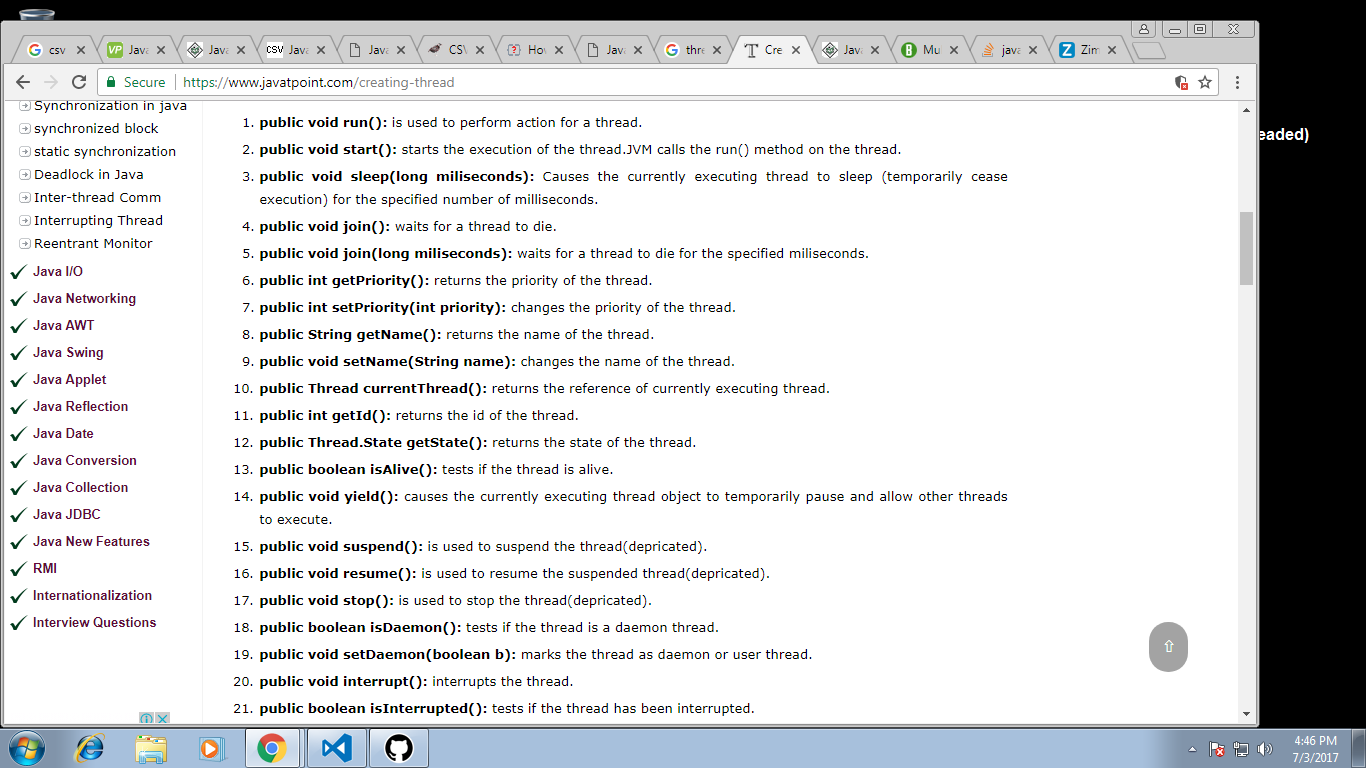 csv
Java
Java
CSV Java
Java
CS
Ho
Java
thre
Cre
Java
B Mu
java
Z Zim
Secure https://www.javatpoint.com/creating-thread
Synchronization in java
synchronized block
static synchronization
Deadlock in Java
Inter-thread Comm
Interrupting Thread
Reentrant Monitor
Java I/O
Java Networking
Java AWT
Java Swing
Java Applet
Java Reflection
Java Date
Java Conversion
Java Collection
Java JDBC
Java New Features
RMI
Internationalization
Interview Questions
1. public void run(): is used to perform action for a thread.
2. public void start(): starts the execution of the thread.JVM calls the run() method on the thread.
3. public void sleep(long miliseconds): Causes the currently executing thread to sleep (temporarily cease
execution) for the specified number of milliseconds.
4. public void join(): waits for a thread to die.
5. public void join(long miliseconds): waits for a thread to die for the specified miliseconds.
6. public int getPriority(): returns the priority of the thread.
7. public int setPriority(int priority): changes the priority of the thread.
8. public String getName(): returns the name of the thread.
9. public void setName(String name): changes the name of the thread.
10. public Thread currentThread(): returns the reference of currently executing thread.
11. public int getId(): returns the id of the thread.
12. public Thread.State getState(): returns the state of the thread.
13. public boolean isAlive(): tests if the thread is alive.
14. public void yield(): causes the currently executing thread object to temporarily pause and allow other threads
to execute.
15. public void suspend(): is used to suspend the thread(depricated).
16. public void resume(): is used to resume the suspended thread(depricated).
17. public void stop(): is used to stop the thread(depricated).
18. public boolean isDaemon(): tests if the thread is a daemon thread.
19. public void setDaemon(boolean b): marks the thread as daemon or user thread.
20. public void interrupt(): interrupts the thread.
21. public boolean isInterrupted(): tests if the thread has been interrupted.
eaded)
4:46 PM
7/3/2017